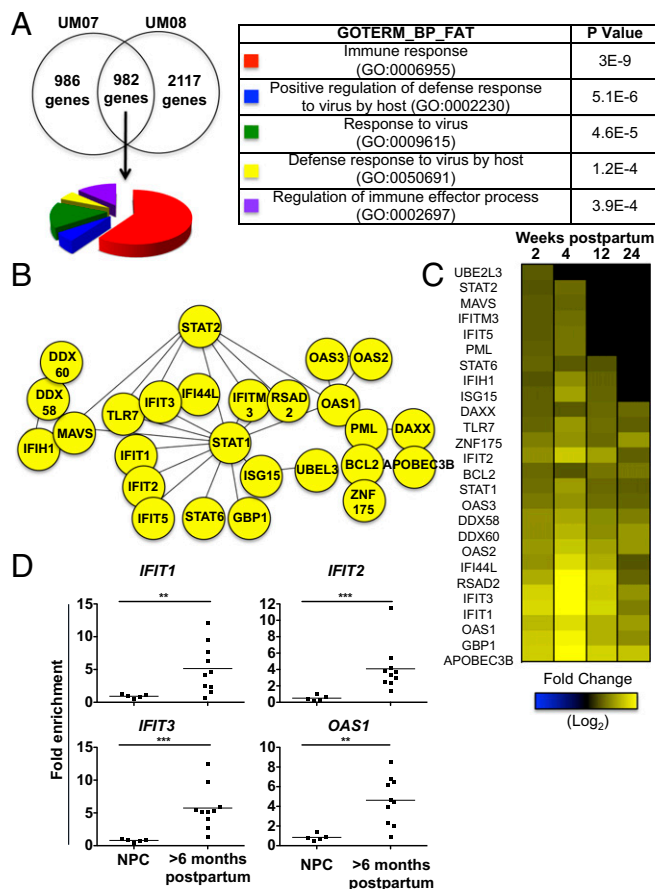 A
UM07
UM08
986
genes
982
genes
2117
genes
GOTERM_BP_FAT
P Value
Immune response
(GO:0006955)
3E-9
Positive regulation of defense response
to virus by host (GO:0002230)
5.1E-6
Response to virus
(GO:0009615)
4.6E-5
Defense response to virus by host
(GO:0050691)
1.2E-4
Regulation of immune effector process
(GO:0002697)
3.9E-4
B
STAT2
DDX
60
DDX
58
IFIH1
MAVS
TLR7
IFIT3
IFI44L
IFITM
3
RSAD
2
OAS3
OAS2
OAS1
STAT1
IFIT1
IFIT2
IFIT5
STAT6
GBP1
ISG15
UBEL3
PML
DAXX
BCL2
APOBEC3B
ZNF
175
C
Weeks postpartum
2 4 12 24
UBE2L3
STAT2
MAVS
IFITM3
IFIT5
PML
STAT6
IFIH1
ISG15
DAXX
TLR7
ZNF175
IFIT2
BCL2
STAT1
OAS3
DDX58
DDX60
OAS2
IFI44L
RSAD2
IFIT3
IFIT1
OAS1
GBP1
APOBEC3B
Fold Change
(Log2)
D
Fold enrichment
IFIT1
**
15
10
5
0
IFIT2
***
12
10
8
6
4
2
0
IFIT3
***
15
10
5
0
NPC
>6 months
postpartum
OAS1
**
10
8
6
4
2
0
NPC
>6 months
postpartum